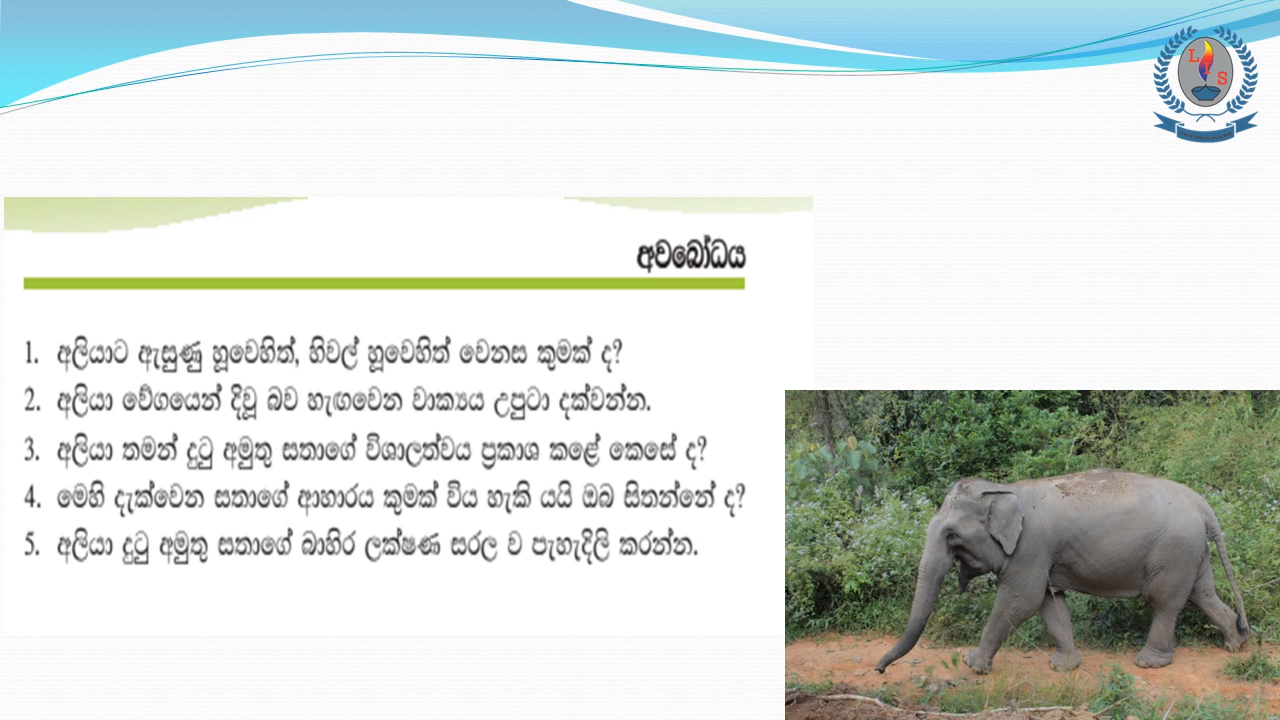 L
S
අවබෝධය
1. අලියාට ඇසුණු හූවෙහිත්, හිවල් හූවෙහිත් වෙනස කුමක් ද?
2. අලියා වේගයෙන් දිවූ බව හැඟවෙන වාක්‍යය උපුටා දක්වන්න.
3. අලියා තමන් දුටු අමුතු සතාගේ විශාලත්වය ප්‍රකාශ කළේ කෙසේ ද?
4. මෙහි දැක්වෙන සතාගේ ආහාරය කුමක් විය හැකි යයි ඔබ සිතන්නේ ද?
5. අලියා දුටු අමුතු සතාගේ බාහිර ලක්ෂණ සරල ව පැහැදිලි කරන්න.